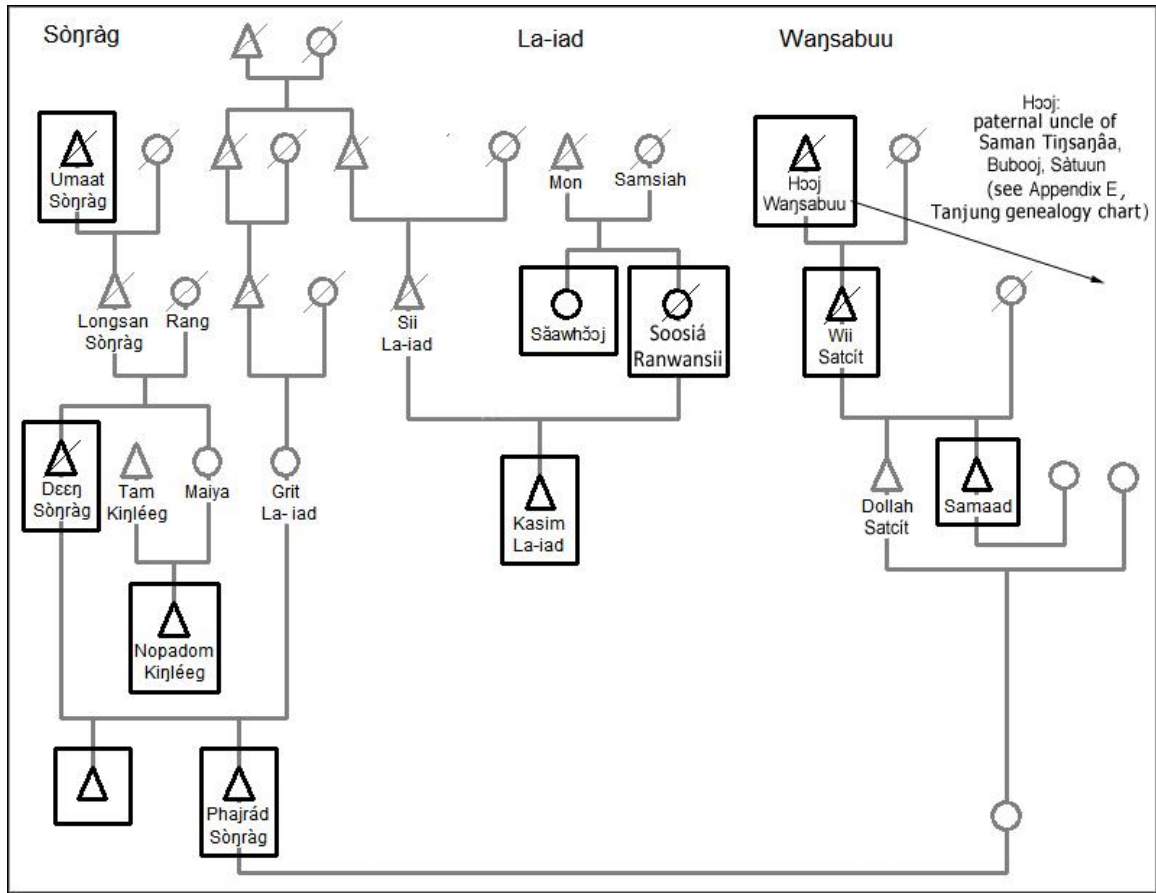 Sòŋràg
La-iad
Waŋsabuu
Hɔɔj:
paternal uncle of
Saman Tiŋsaŋâa,
Bubooj, Sàtuun
(see Appendix E,
Tanjung genealogy chart)
Umaat
Sòŋràg
Mon
Samsiah
Hɔɔj
Waŋsabuu
Longsan
Sòŋràg
Rang
Sii
La-iad
Sǎawhɔ̌ɔj
Soosiá
Ranwansii
Wii
Satcít
Dɛɛŋ
Sòŋràg
Tam
Kiŋléeg
Maiya
Grit
La- iad
Kasim
La-iad
Dollah
Satcít
Samaad
Nopadom
Kiŋléeg
Phajrád
Sòŋràg